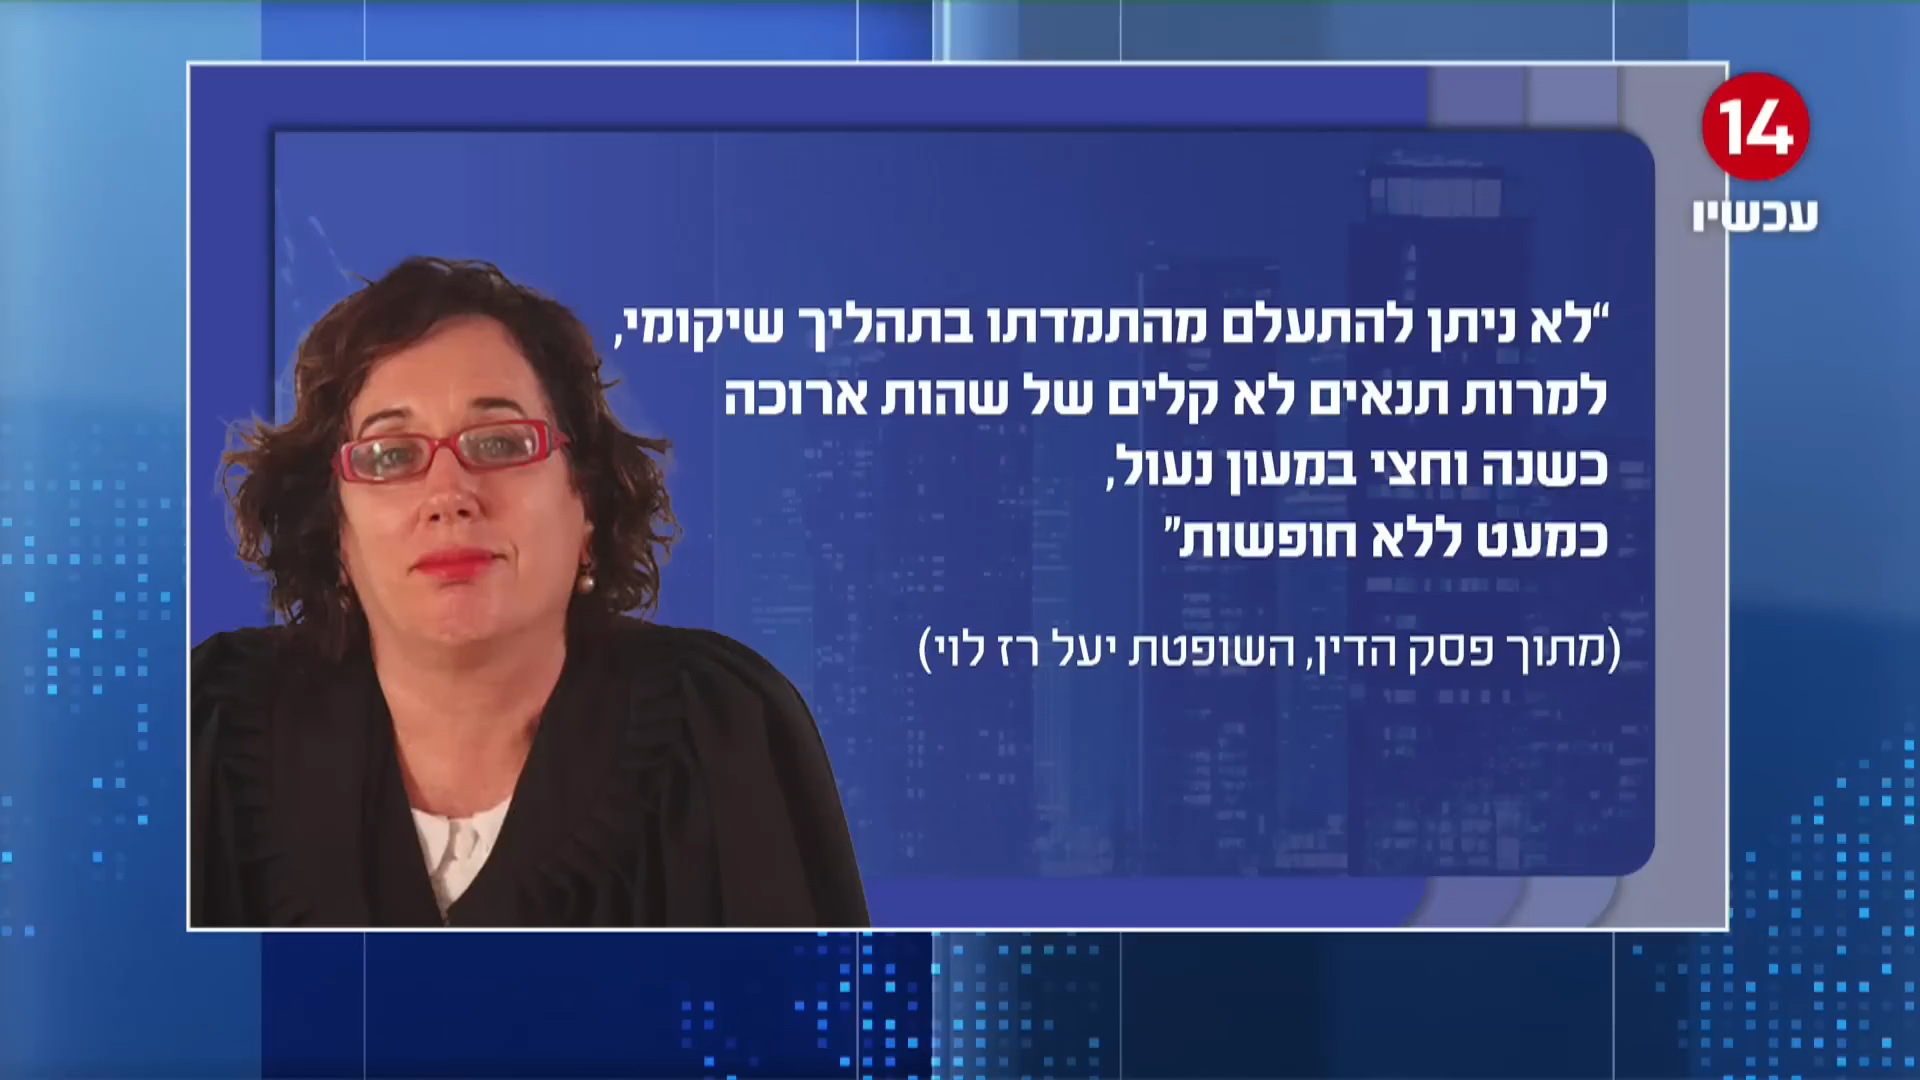 14
עכשיו
“לא ניתן להתעלם מהתמדתו בתהליך שיקומי,
למרות תנאים לא קלים של שהות ארוכה
כשנה וחצי במעון נעול,
כמעט ללא חופשות”
(מתוך פסק הדין, השופטת יעל רז לוי)